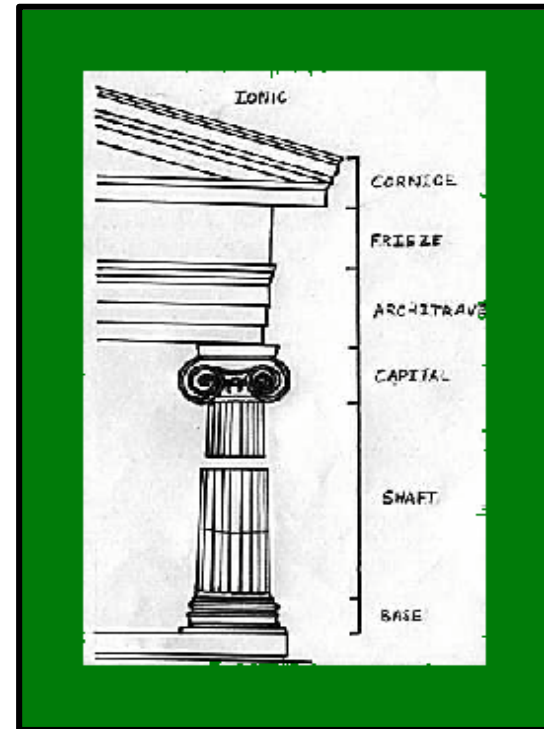 IONIC
CORNICE
FRIEZE
ARCHITRAVE
CAPITAL
SHAFT
BASE